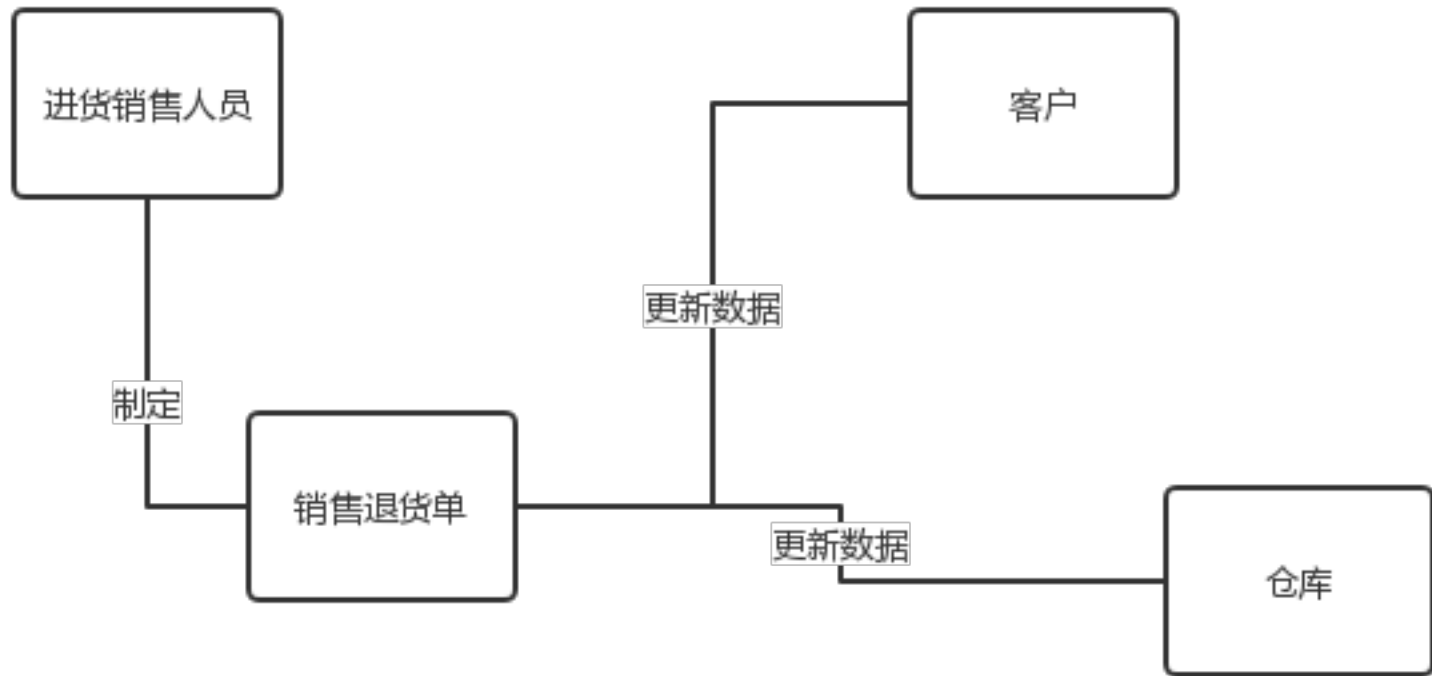 进货销售人员
客户
更新数据
制定
销售退货单
更新数据
仓库